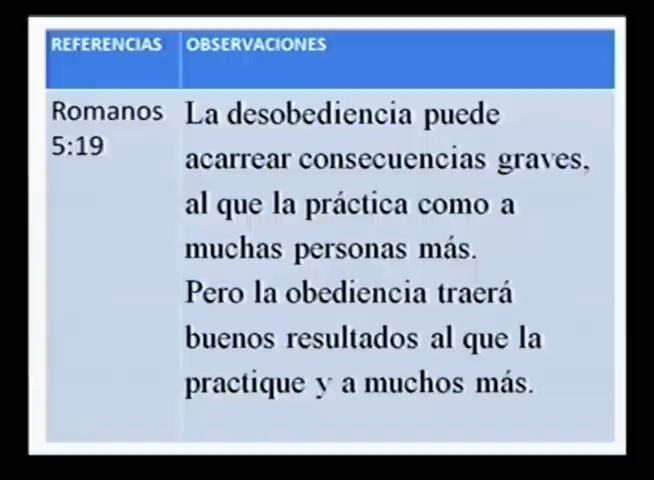 REFERENCIAS OBSERVACIONES
Romanos 5:19
La desobediencia puede
acarrear consecuencias graves,
al que la práctica como a
muchas personas más.
Pero la obediencia traerá
buenos resultados al que la
practique y a muchos más.